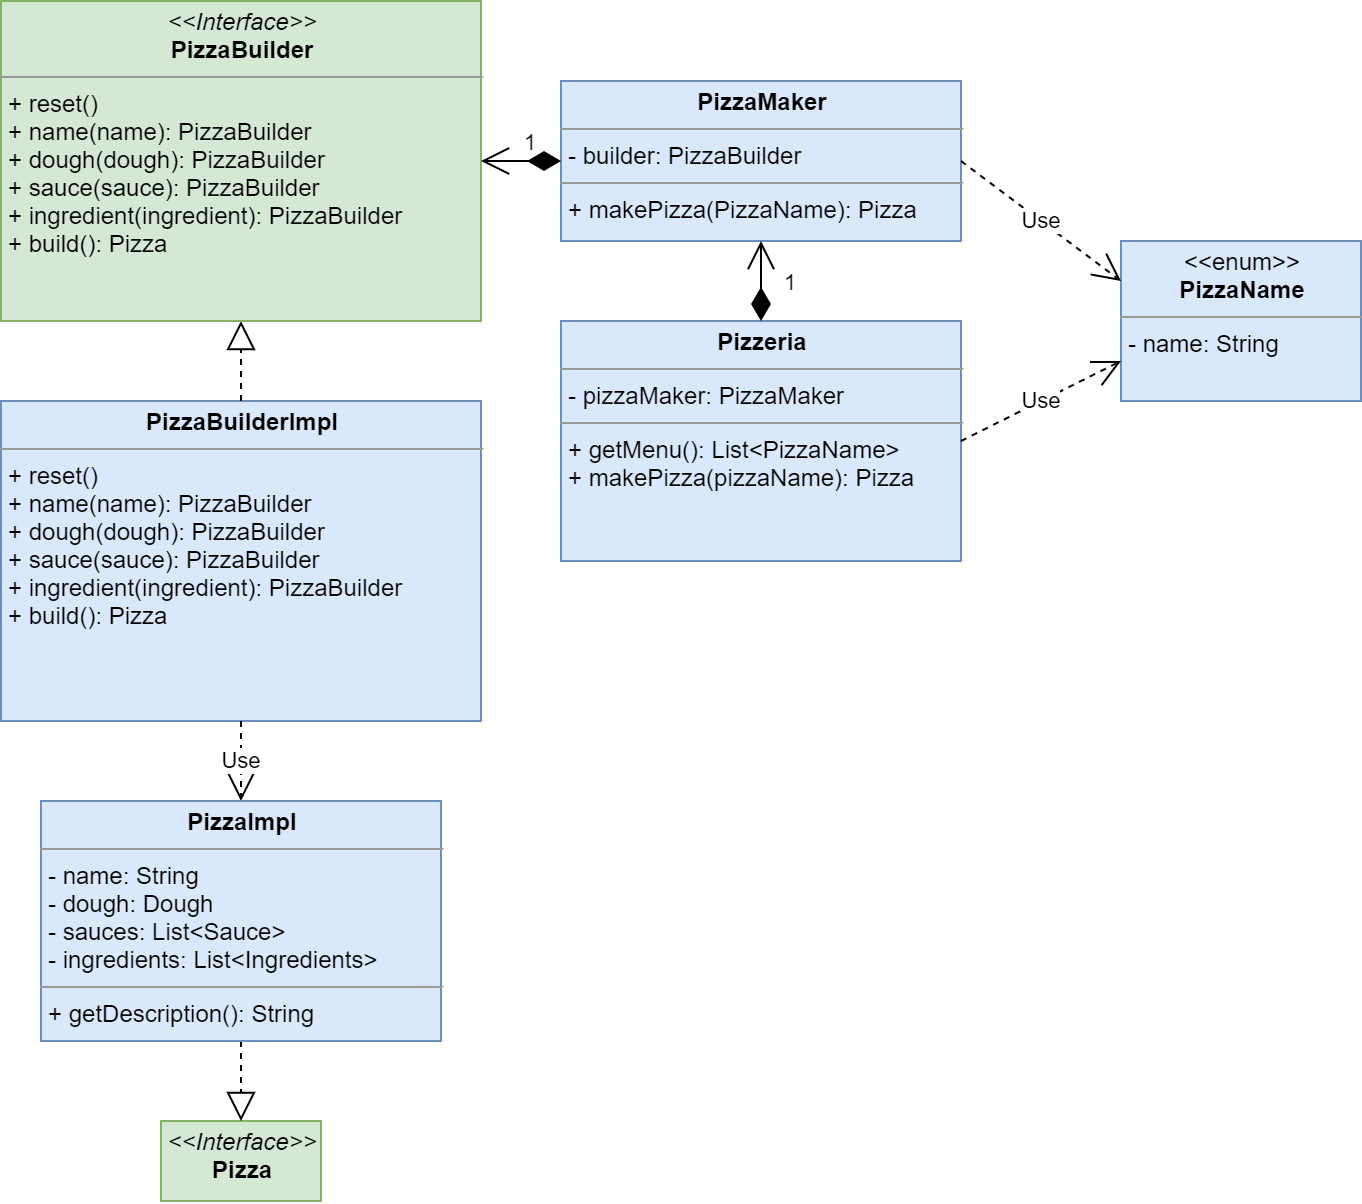 <<Interface>>
PizzaBuilder
+ reset()
+ name(name): PizzaBuilder
+ dough(dough): PizzaBuilder
+ sauce(sauce): PizzaBuilder
+ ingredient(ingredient): PizzaBuilder
+ build(): Pizza
1
PizzaMaker
- builder: PizzaBuilder
+ makePizza(PizzaName): Pizza
Use
<<enum>>
PizzaName
- name: String
1
Pizzeria
- pizzaMaker: PizzaMaker
+ getMenu(): List<PizzaName>
+ makePizza(pizzaName): Pizza
Use
PizzaBuilderImpl
+ reset()
+ name(name): PizzaBuilder
+ dough(dough): PizzaBuilder
+ sauce(sauce): PizzaBuilder
+ ingredient(ingredient): PizzaBuilder
+ build(): Pizza
Use
PizzaImpl
- name: String
- dough: Dough
- sauces: List<Sauce>
- ingredients: List<Ingredients>
+ getDescription(): String
<<Interface>>
Pizza